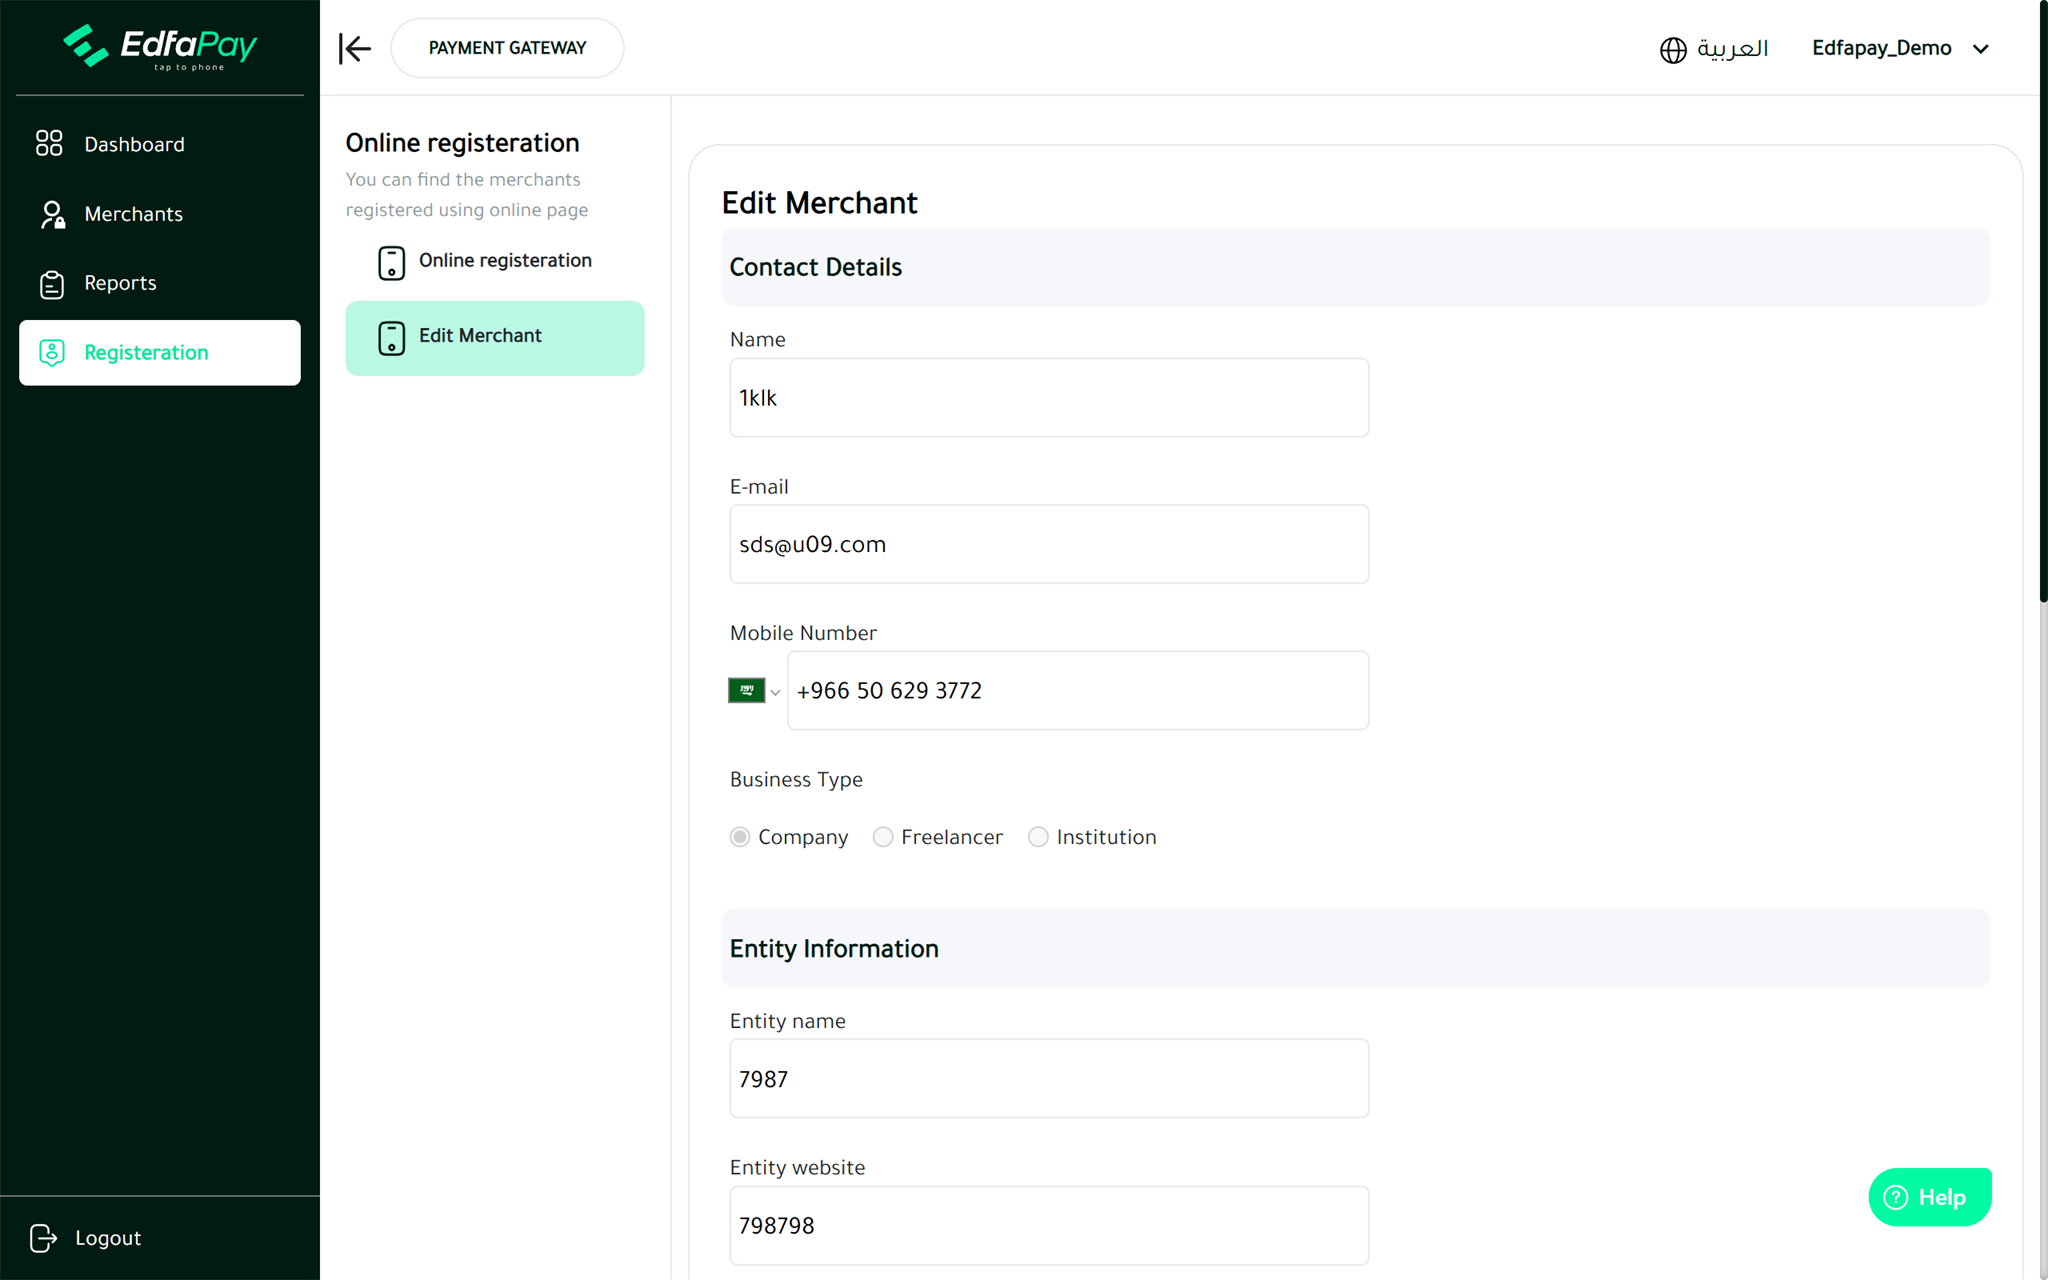 EdfaPay
tap to phone
Dashboard
Merchants
Reports
Registeration
Logout
PAYMENT GATEWAY
العربية
Edfapay_Demo
Online registeration
You can find the merchants
registered using online page
Online registeration
Edit Merchant
Edit Merchant
Contact Details
Name
1klk
E-mail
sds@u09.com
Mobile Number
+966 50 629 3772
Business Type
Company Freelancer Institution
Entity Information
Entity name
7987
Entity website
798798
? Help